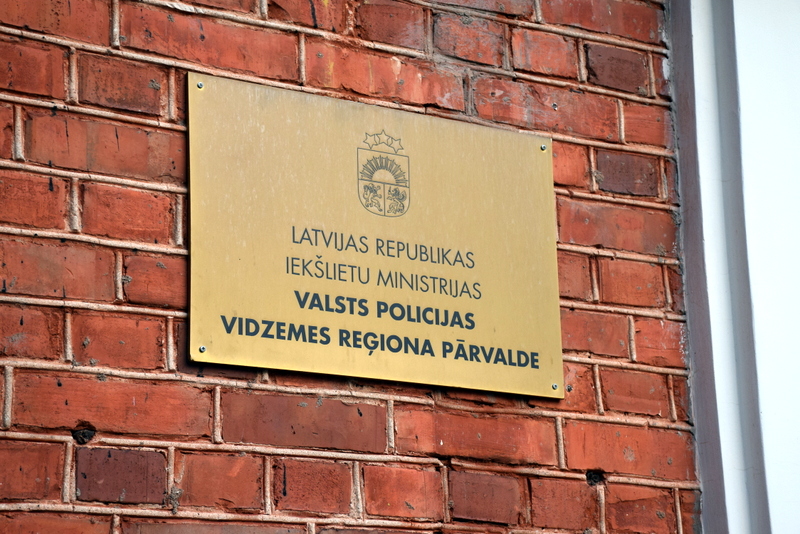 LATVIJAS REPUBLIKAS
IEKŠLIETU MINISTRIJAS
VALSTS POLICIJAS
VIDZEMES REĢIONA PĀRVALDE